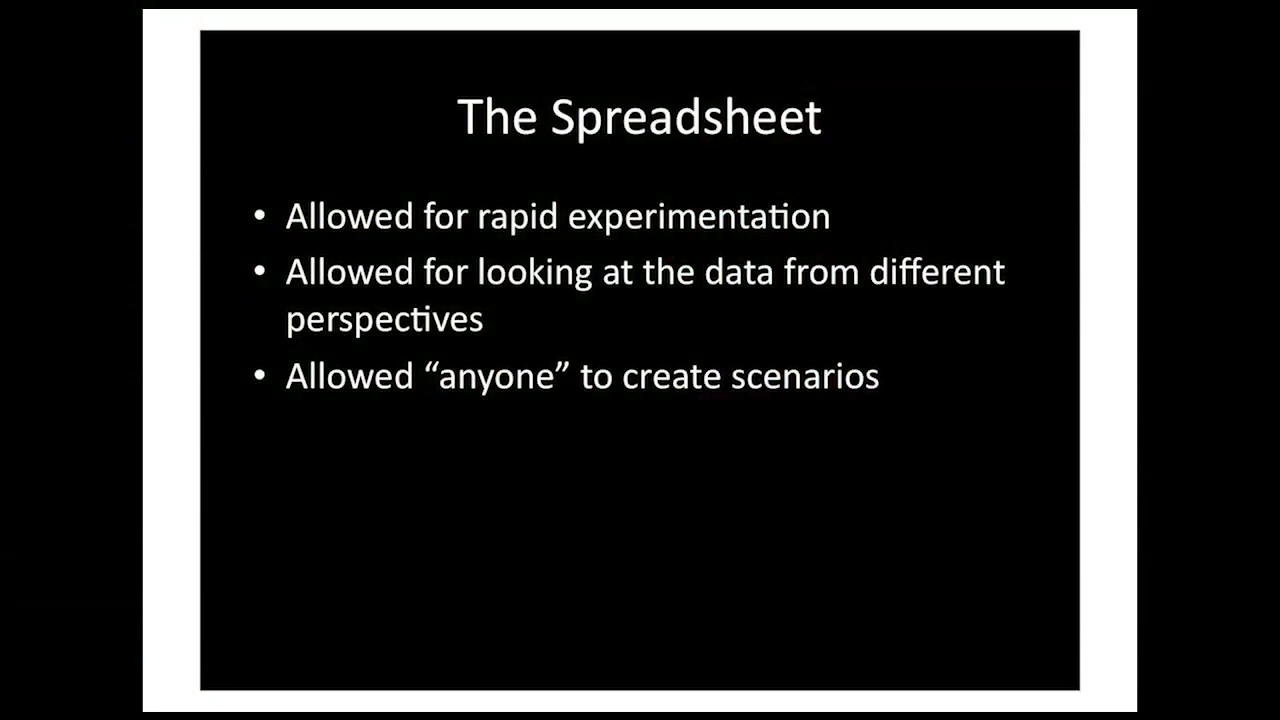 The Spreadsheet
• Allowed for rapid experimentation
• Allowed for looking at the data from different
perspectives
• Allowed “anyone” to create scenarios